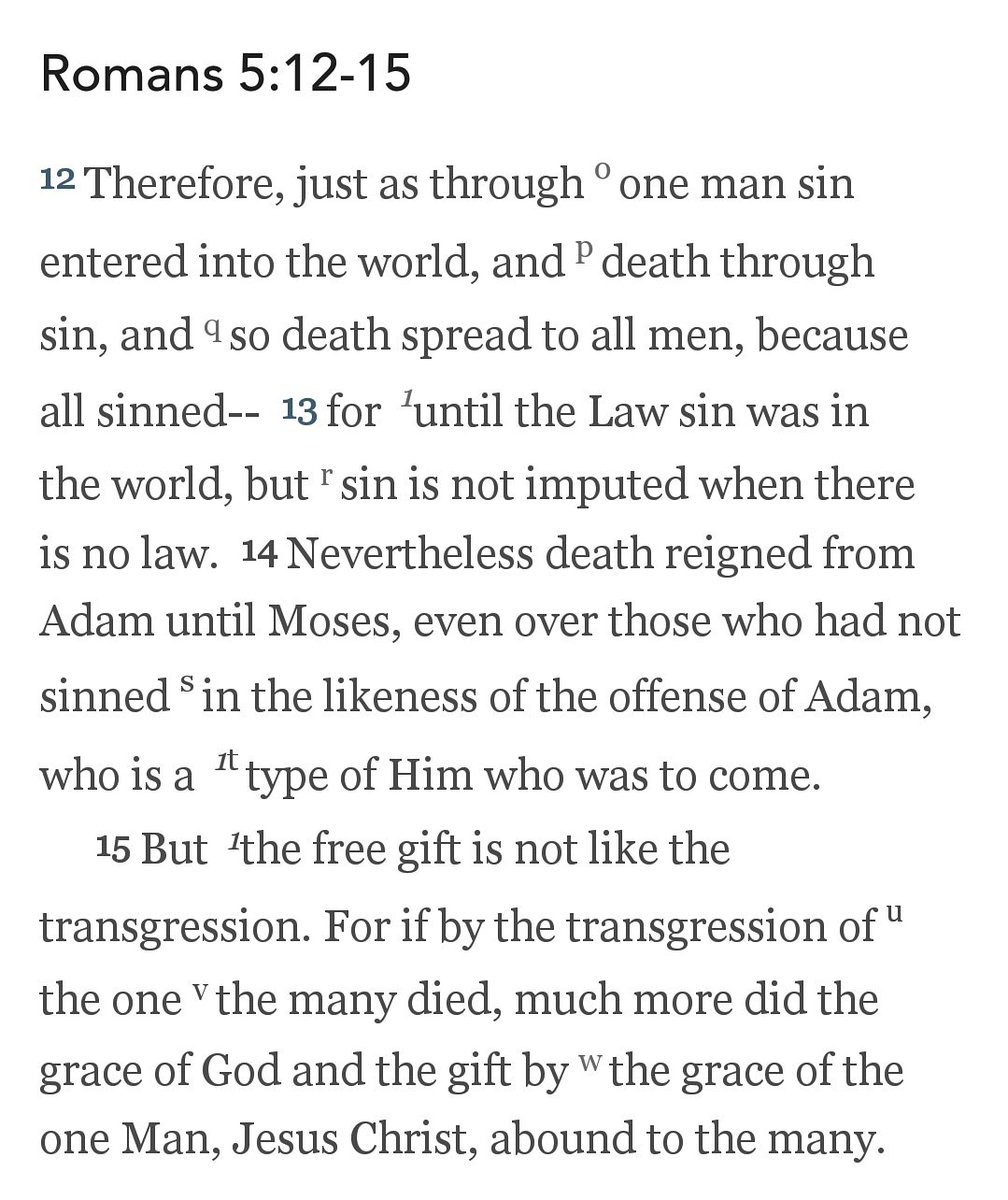 Romans 5:12-15
12 Therefore, just as through o one man sin
entered into the world, and p death through
sin, and q so death spread to all men, because
all sinned-- 13 for 1until the Law sin was in
the world, but r sin is not imputed when there
is no law. 14 Nevertheless death reigned from
Adam until Moses, even over those who had not
sinned s in the likeness of the offense of Adam,
who is a 1t type of Him who was to come.
15 But 1the free gift is not like the
transgression. For if by the transgression of u
the one v the many died, much more did the
grace of God and the gift by w the grace of the
one Man, Jesus Christ, abound to the many.